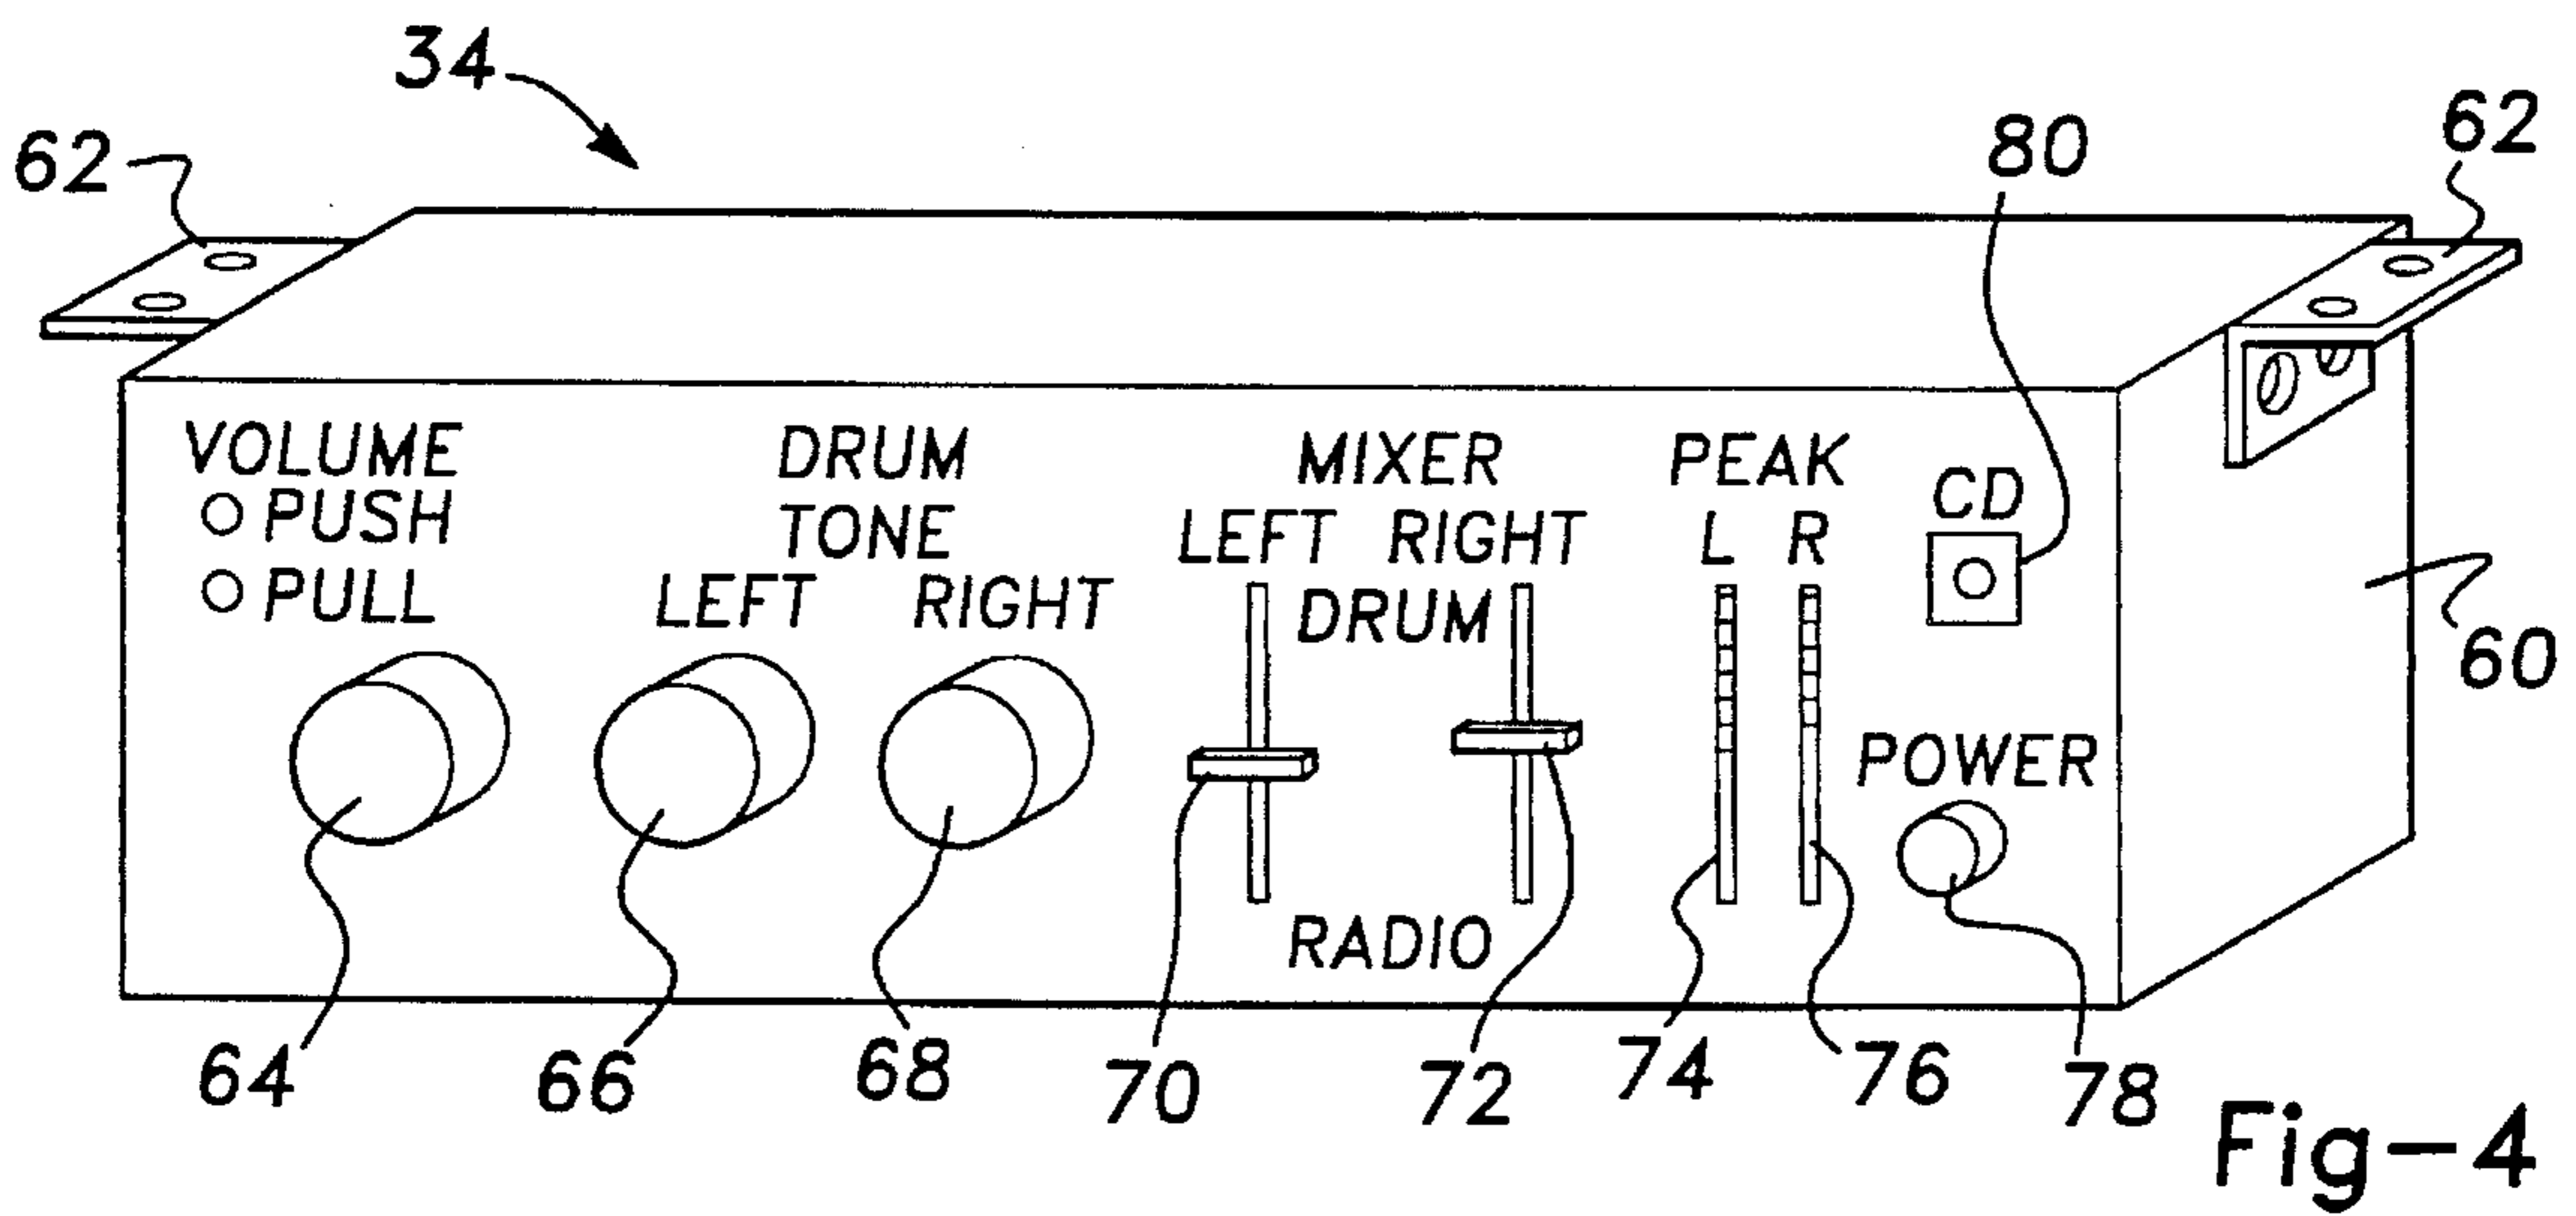 34
62
80
62
VOLUME
PUSH
PULL
DRUM
TONE
LEFT RIGHT
MIXER
LEFT RIGHT
DRUM
RADIO
PEAK
L R
CD
POWER
60
64
66
68
70
72
74
76
78
Fig-4